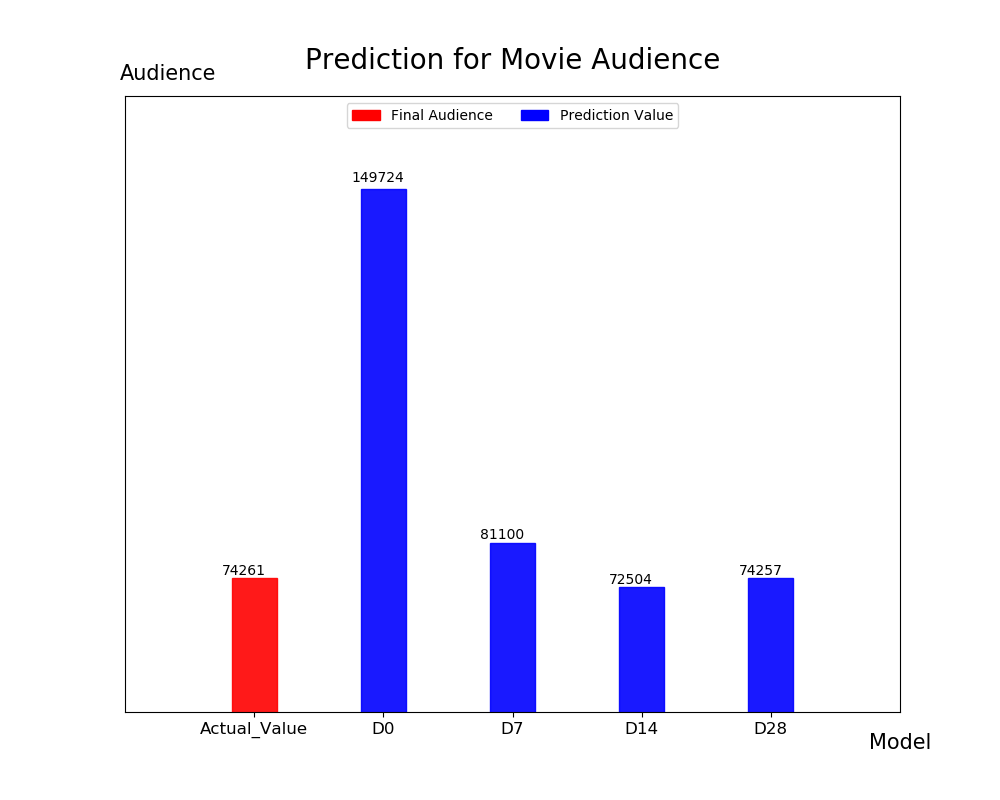 Prediction for Movie Audience
Audience
Final Audience Prediction Value
149724
81100
74261
72504
74257
Actual_Value D0 D7 D14 D28
Model